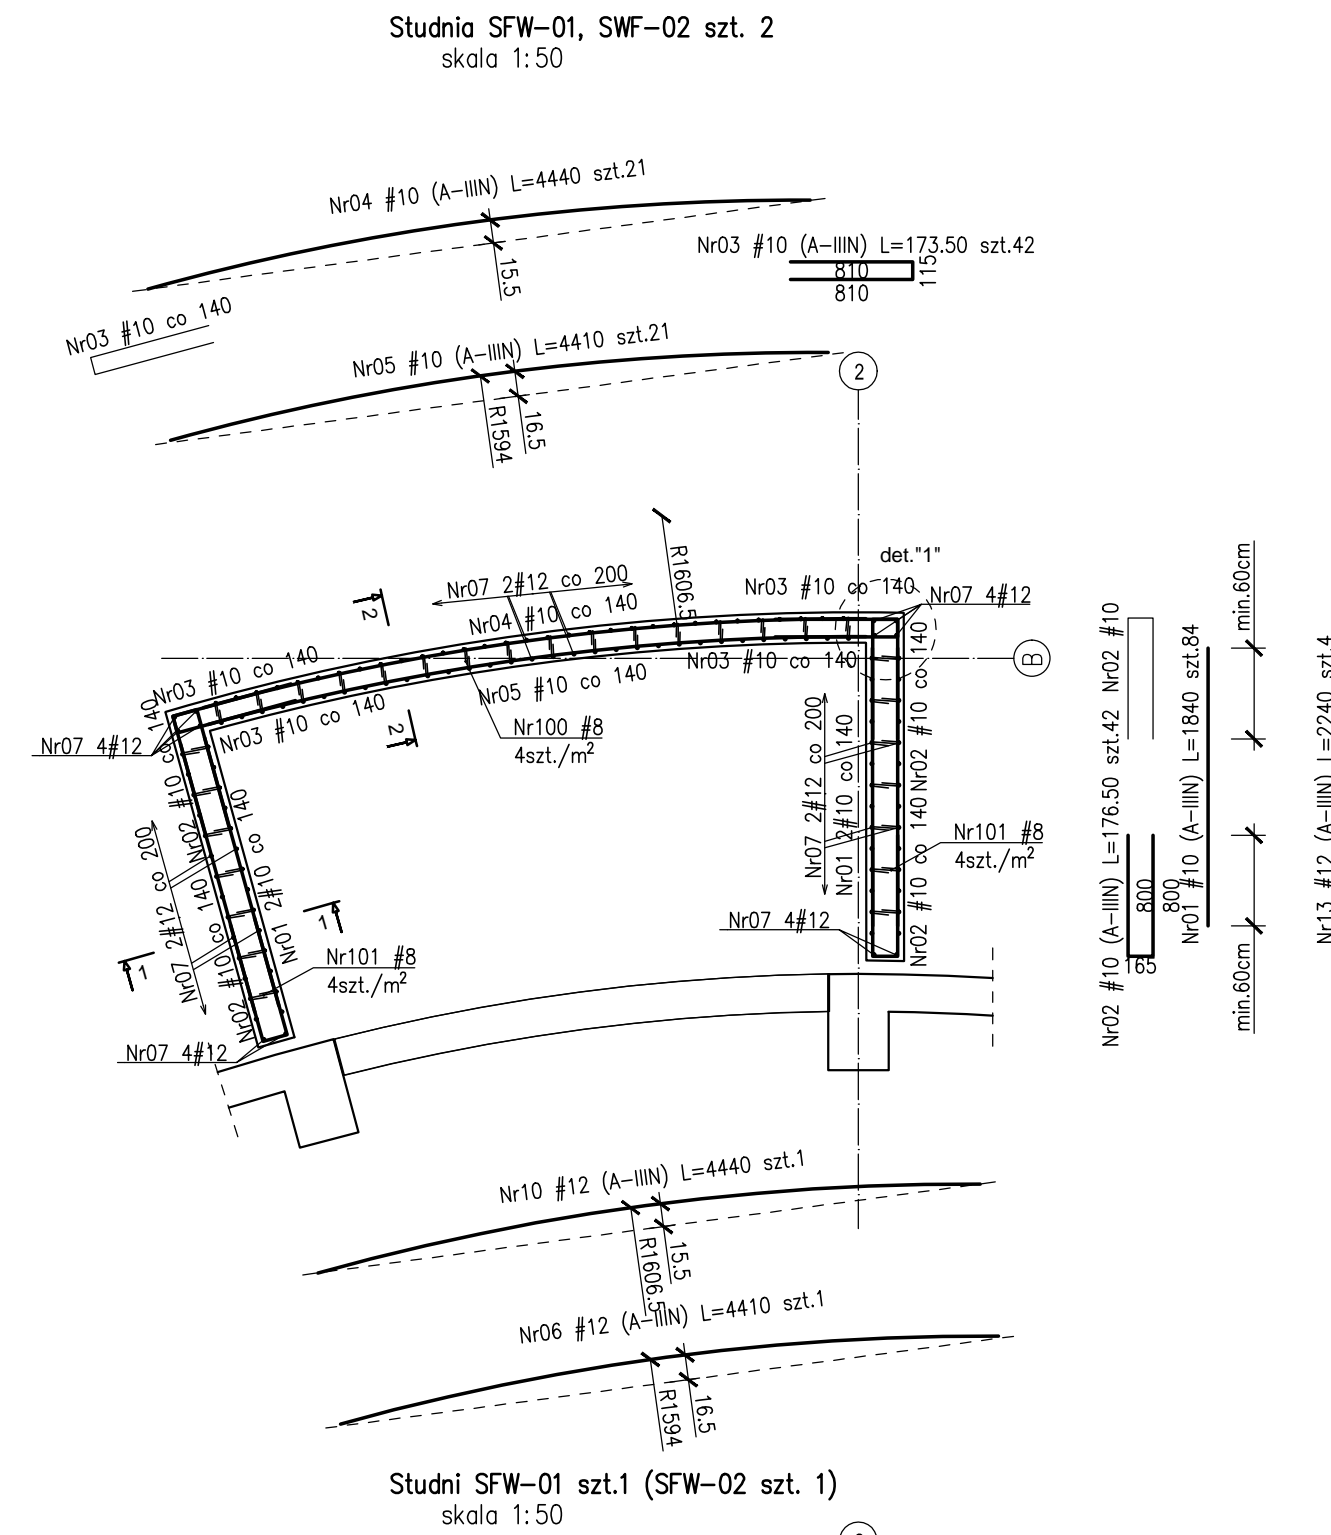 Studnia SFW-01, SWF-02 szt. 2
skala 1:50
Nr04 #10 (A-IIIN) L=4440 szt.21
15.5
Nr03 #10 (A-IIIN) L=173.50 szt.42
810
810
115
Nr03 #10 co 140
Nr05 #10 (A-IIIN) L=4410 szt.21
R1594
16.5
2
R1606.5
det."1"
Nr07 2#12 co 200
Nr04 #10 co 140
Nr03 #10 co 140
Nr07 4#12
2
B
Nr03 #10 co 140
Nr03 #10 co 140
Nr05 #10 co 140
Nr03 #10 co 140
Nr100 #8
4szt./m²
2
Nr07 4#12
Nr02 #10 co 140
Nr01 2#10 co 140
Nr07 2#12 co 200
Nr02 #10 co 140
1
1
Nr101 #8
4szt./m²
Nr07 4#12
Nr07 2#12 co 200
Nr01 2#10 co 140
Nr02 #10 co 140
Nr02 #10 co 140
Nr101 #8
4szt./m²
Nr07 4#12
Nr02 #10 (A-IIIN) L=176.50 szt.42 Nr02 #10
800
800
165
Nr01 #10 (A-IIIN) L=1840 szt.84
min.60cm
min.60cm
Nr13 #12 (A-IIIN) L=2240 szt.4
Nr10 #12 (A-IIIN) L=4440 szt.1
R1606.5
15.5
Nr06 #12 (A-IIIN) L=4410 szt.1
R1594
16.5
Studni SFW-01 szt.1 (SFW-02 szt. 1)
skala 1:50